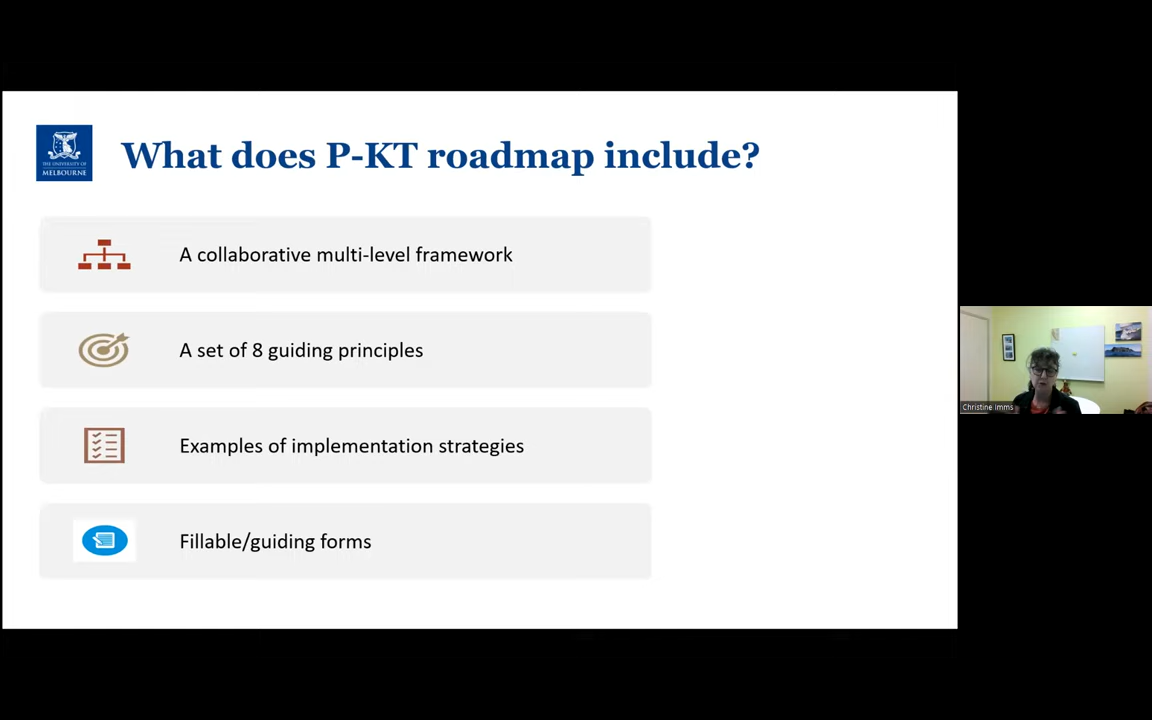 THE UNIVERSITY OF
MELBOURNE
What does P-KT roadmap include?
A collaborative multi-level framework
A set of 8 guiding principles
Examples of implementation strategies
Fillable/guiding forms
Christine Imms